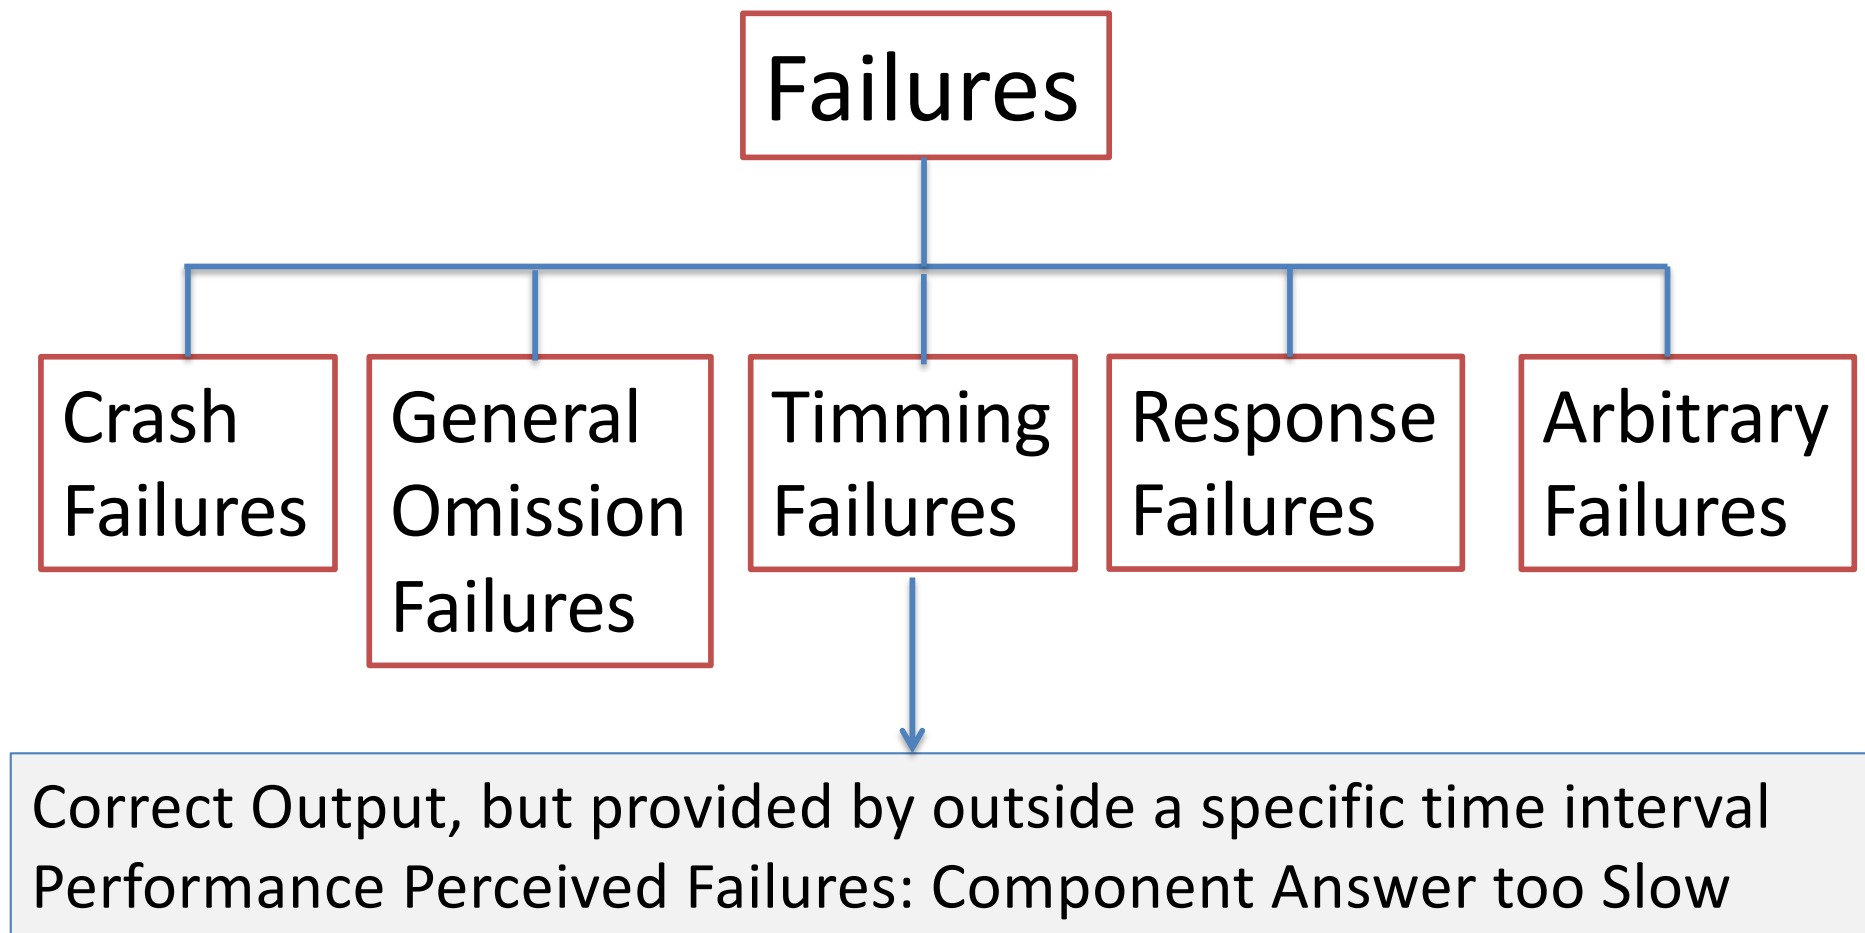 Failures
Crash
Failures
General
Omission
Failures
Timming
Failures
Response
Failures
Arbitrary
Failures
Correct Output, but provided by outside a specific time interval
Performance Perceived Failures: Component Answer too Slow